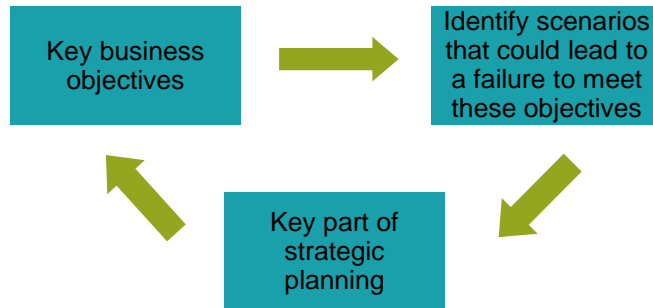 Key business
objectives
Identify scenarios
that could lead to
a failure to meet
these objectives
Key part of
strategic
planning